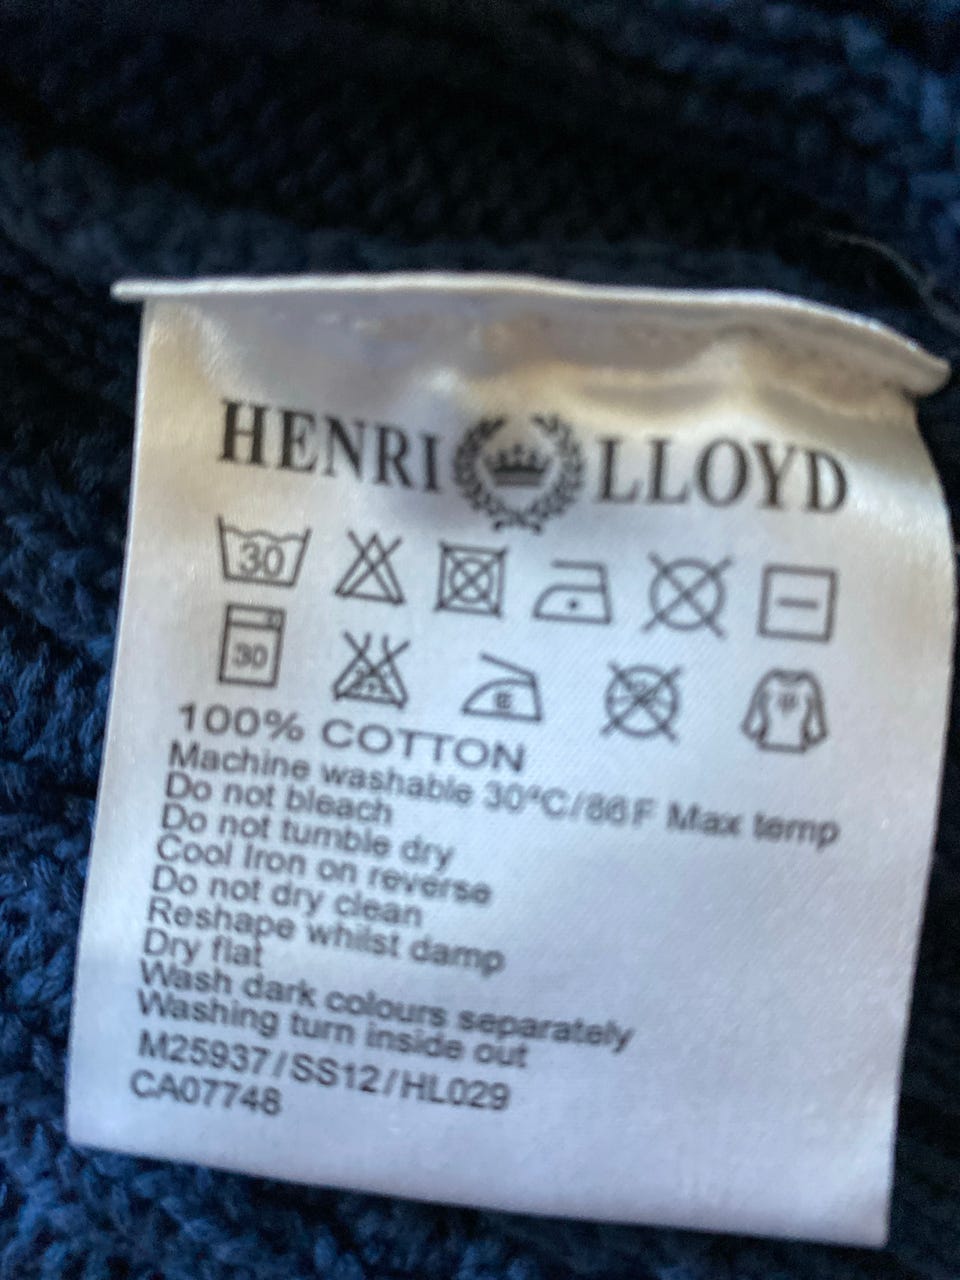 HENRI LLOYD
30
30
100% COTTON
Machine washable 30°C/86F Max temp
Do not bleach
Do not tumble dry
Cool Iron on reverse
Do not dry clean
Reshape whilst damp
Dry flat
Wash dark colours separately
Washing turn inside out
M25937/SS12/HL029
CA07748